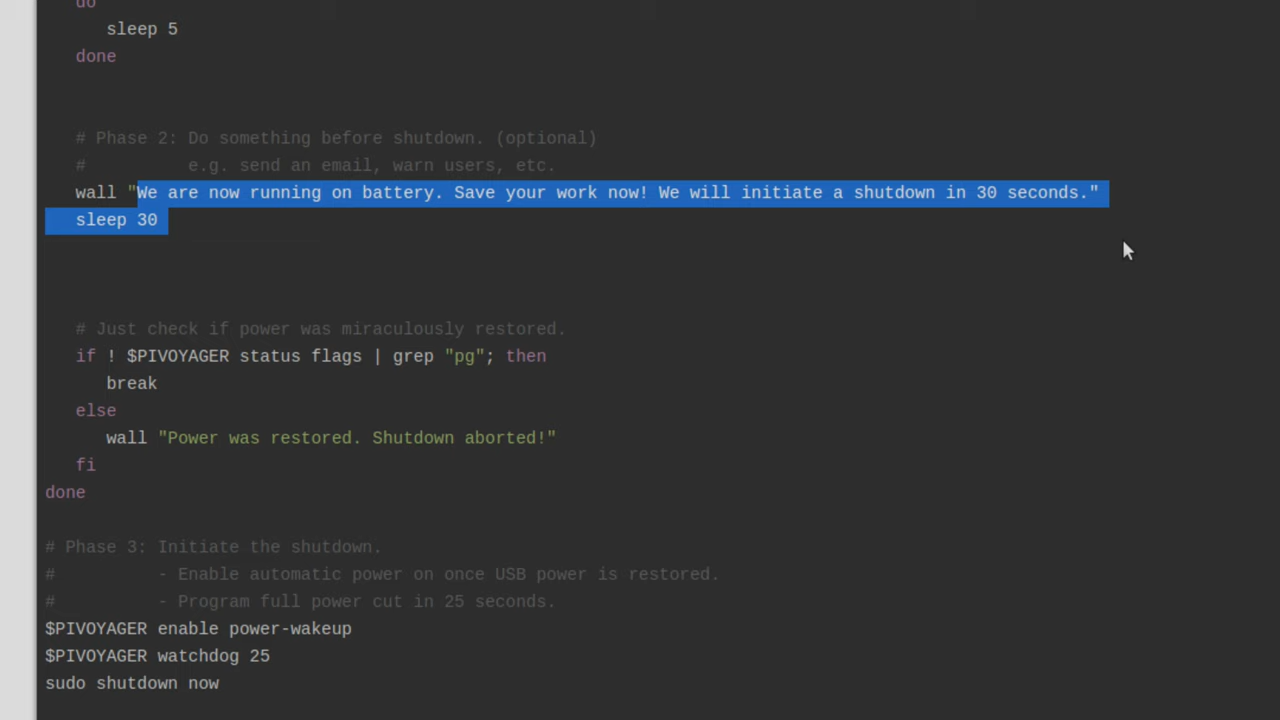 do
sleep 5
done
# Phase 2: Do something before shutdown. (optional)
# e.g. send an email, warn users, etc.
wall "We are now running on battery. Save your work now! We will initiate a shutdown in 30 seconds."
sleep 30
# Just check if power was miraculously restored.
if ! $PIVOYAGER status flags | grep "pg"; then
break
else
wall "Power was restored. Shutdown aborted!"
fi
done
# Phase 3: Initiate the shutdown.
# - Enable automatic power on once USB power is restored.
# - Program full power cut in 25 seconds.
$PIVOYAGER enable power-wakeup
$PIVOYAGER watchdog 25
sudo shutdown now